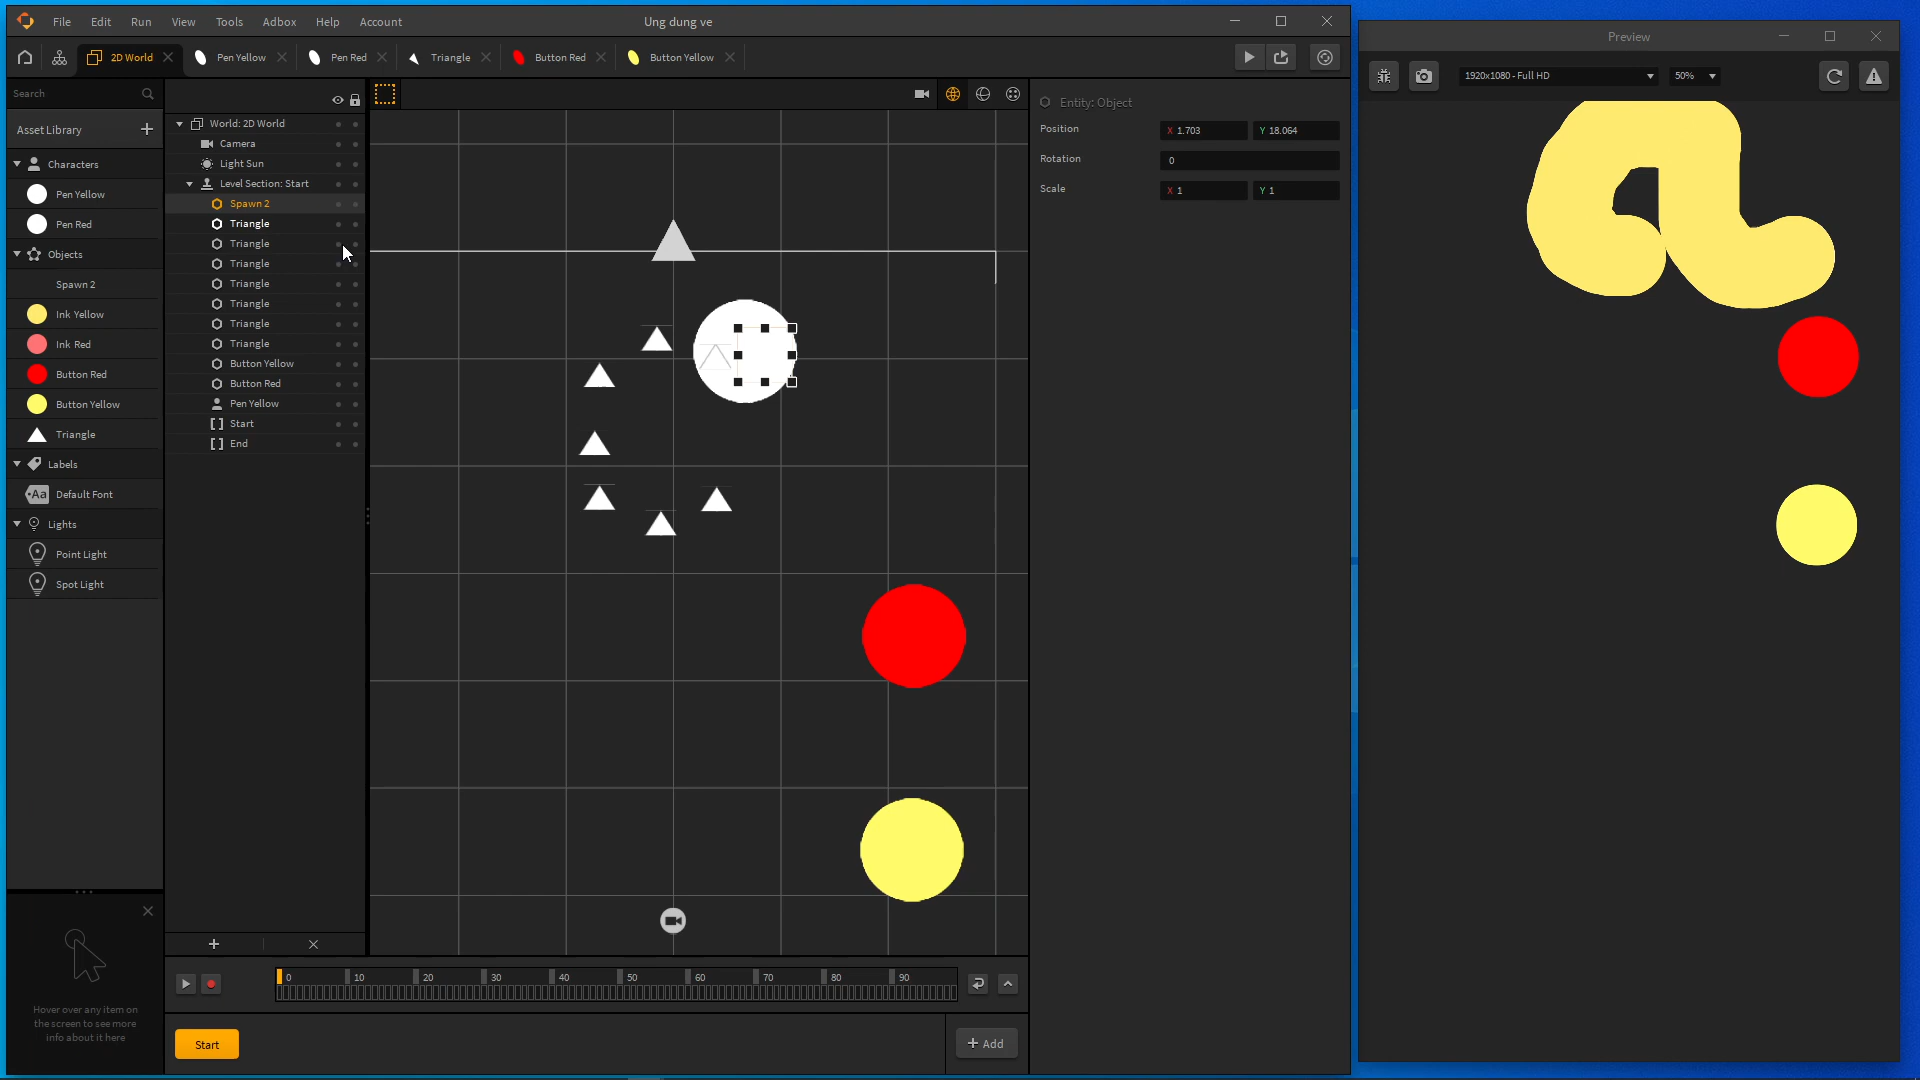 File Edit Run View Tools Adbox Help Account Ung dung ve
2D World Pen Yellow Pen Red Triangle Button Red Button Yellow
Search
Asset Library
Characters
Pen Yellow
Pen Red
Objects
Spawn 2
Ink Yellow
Ink Red
Button Red
Button Yellow
Triangle
Labels
Aa Default Font
Lights
Point Light
Spot Light
Hover over any item on
the screen to see more
info about it here
World: 2D World
Camera
Light Sun
Level Section: Start
Spawn 2
Triangle
Triangle
Triangle
Triangle
Triangle
Triangle
Triangle
Button Yellow
Button Red
Pen Yellow
Start
End
0 10 20 30 40 50 60 70 80 90
Start
+ Add
Entity: Object
Position X 1.703 Y 18.064
Rotation 0
Scale X 1 Y 1
Preview
1920x1080 - Full HD 50%